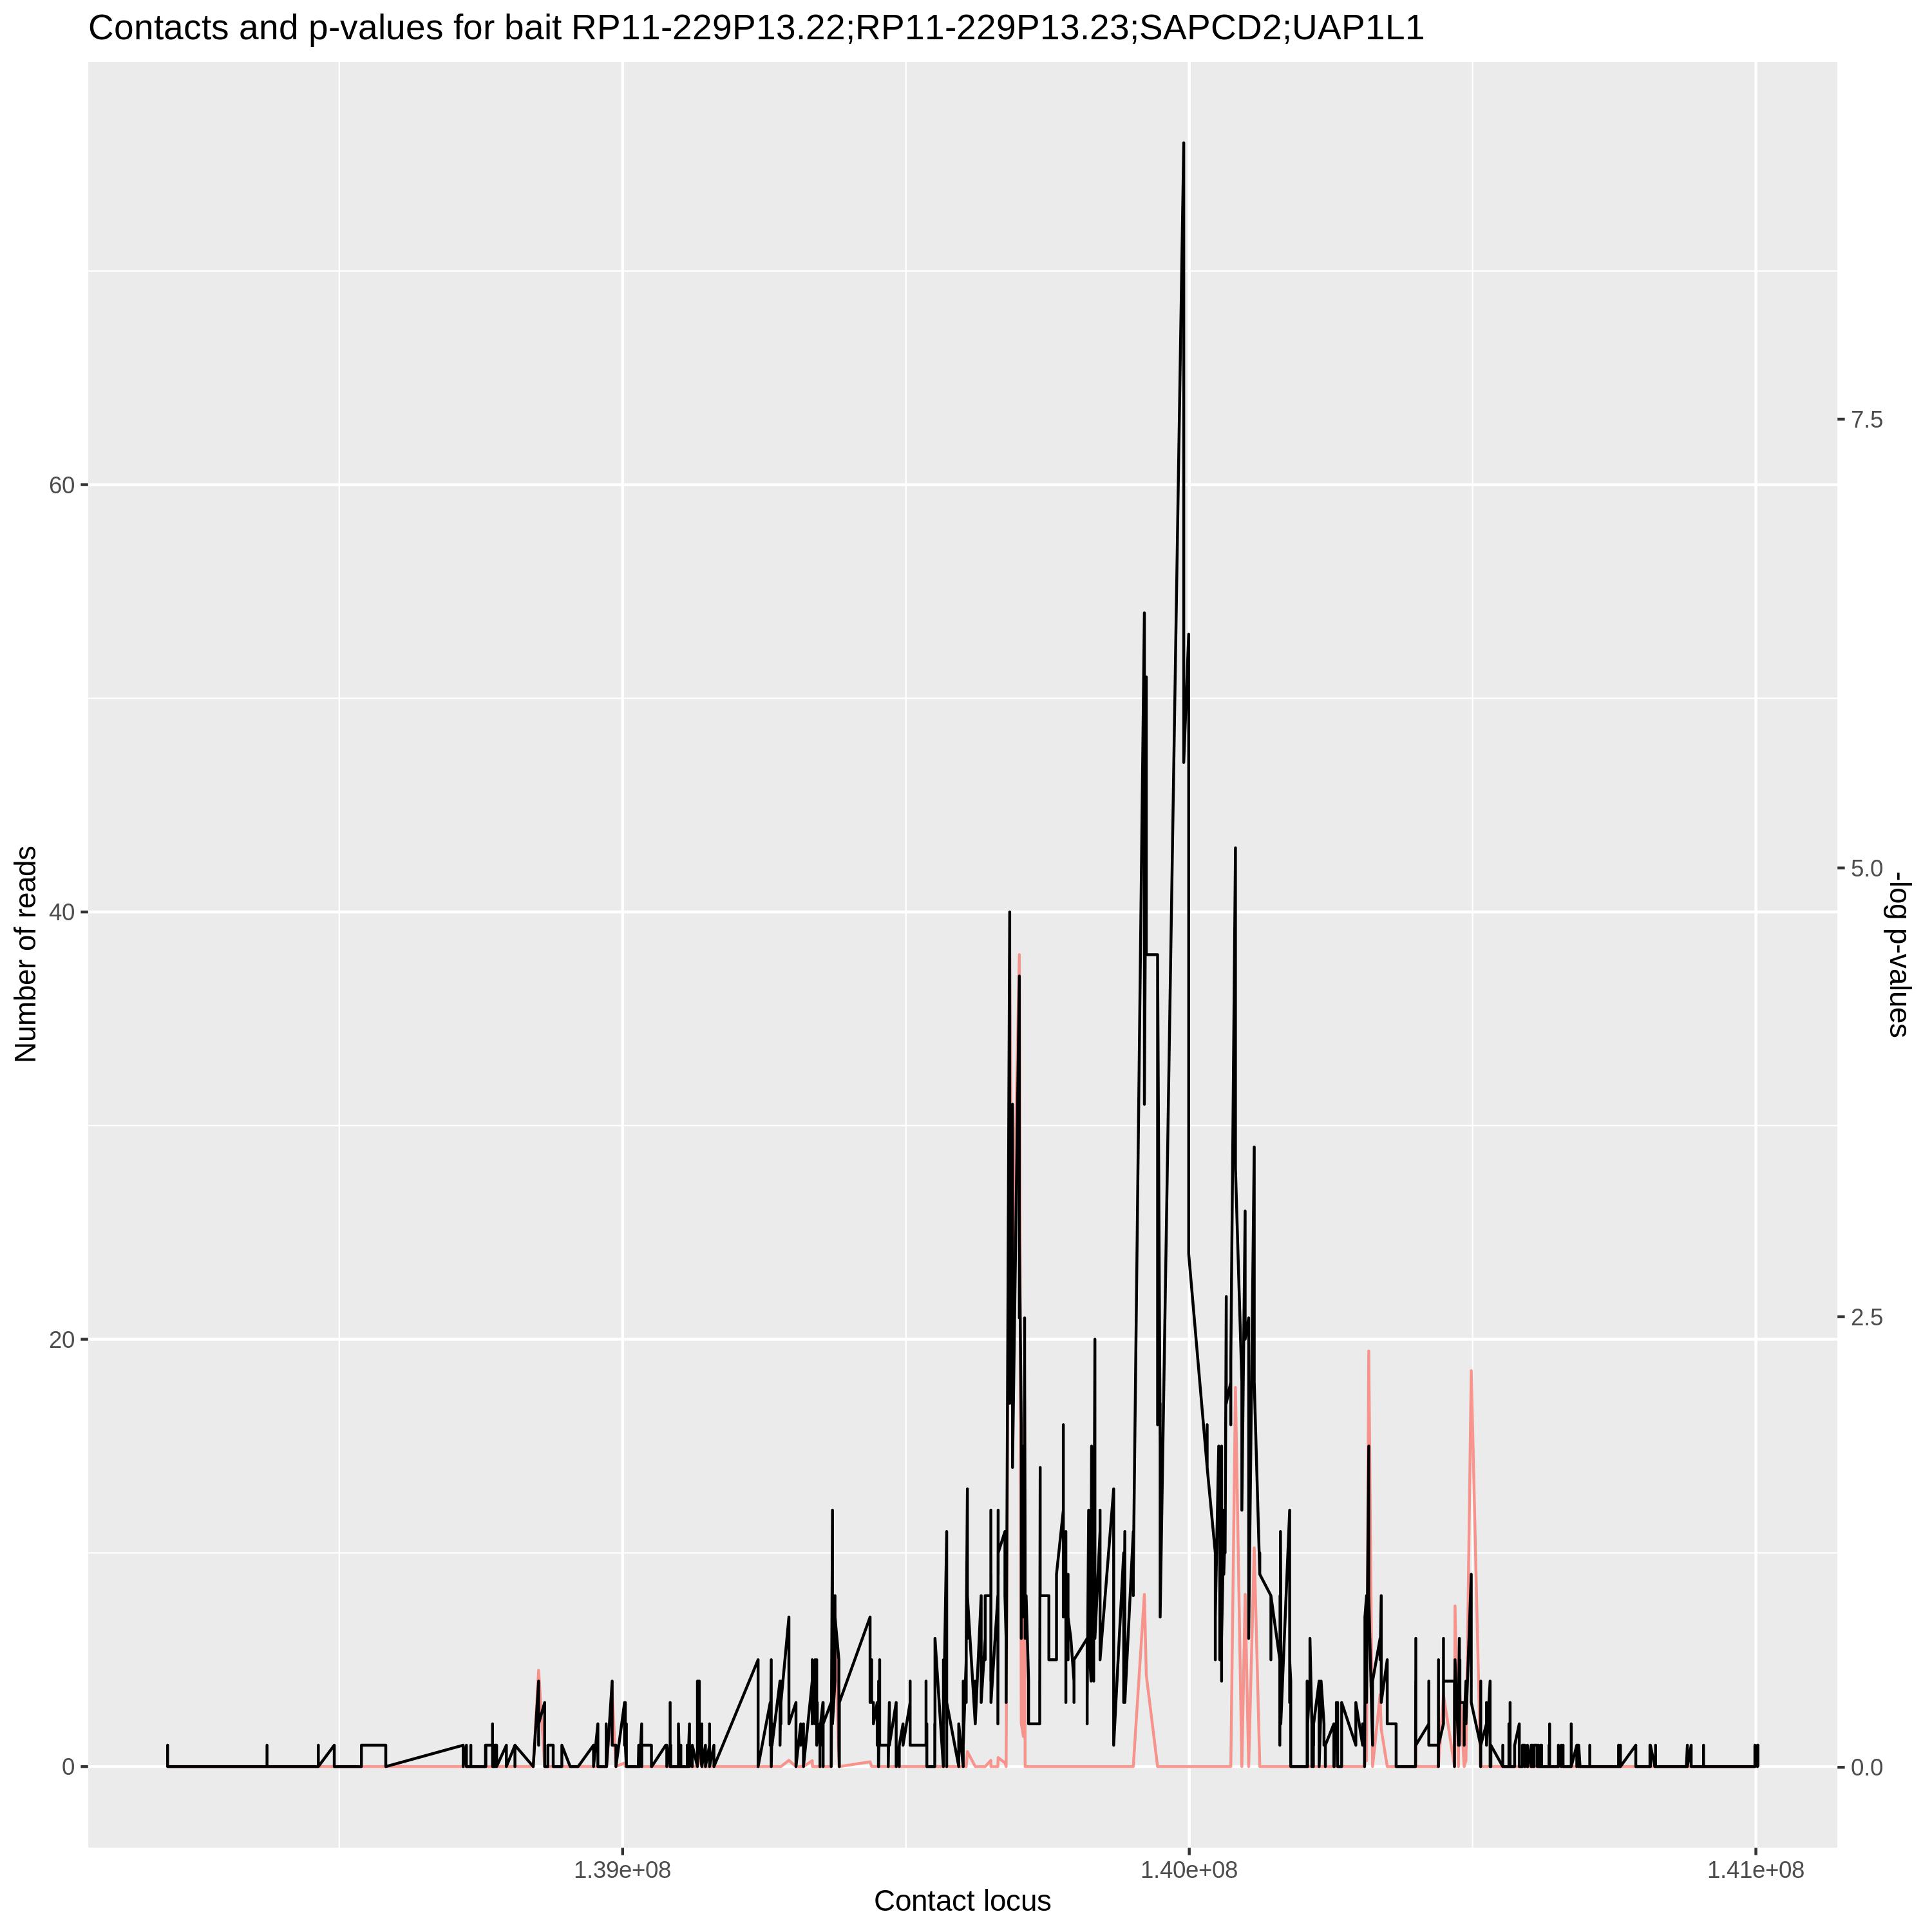 Contacts and p-values for bait RP11-229P13.22;RP11-229P13.23;SAPCD2;UAP1L1
Number of reads
60
40
20
0
7.5
5.0
2.5
0.0
-log p-values
1.39e+08
1.40e+08
1.41e+08
Contact locus